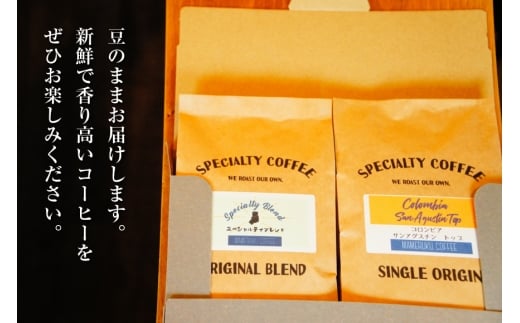 豆のままお届けします。
新鮮で香り高いコーヒーを
ぜひお楽しみください。
SPECIALTY COFFEE
WE ROAST OUR OWN.
Specialty Blend
スペシャルティブレンド
MAMERUKU COFFEE
ORIGINAL BLEND
SPECIALTY COFFEE
WE ROAST OUR OWN.
Colombia
San Agustin Top
コロンビア
サンアグスチン トップ
MAMERUKU COFFEE
SINGLE ORIGIN